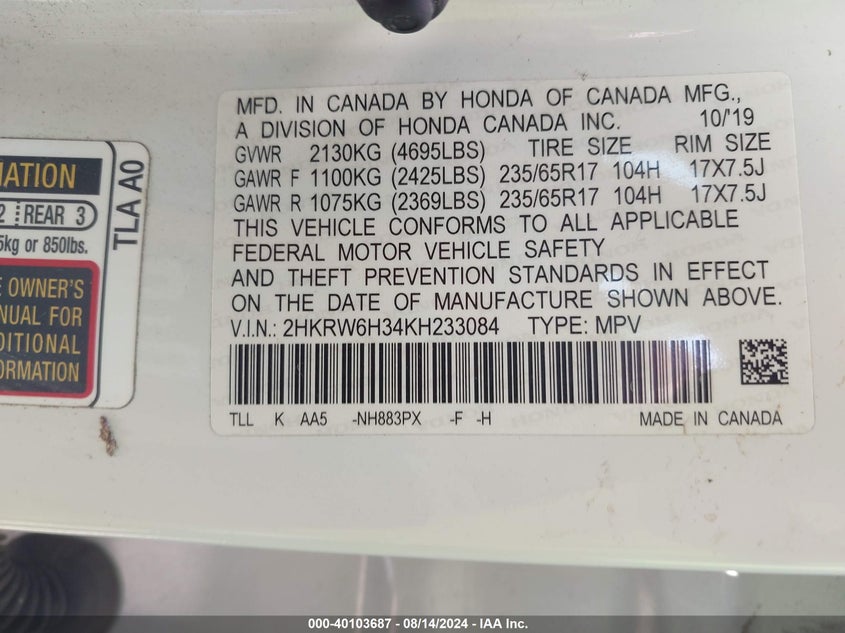 MFD. IN CANADA BY HONDA OF CANADA MFG.,
A DIVISION OF HONDA CANADA INC. 10/'19
GVWR 2130KG (4695LBS) TIRE SIZE RIM SIZE
GAWR F 1100KG (2425LBS) 235/65R17 104H 17X7.5J
GAWR R 1075KG (2369LBS) 235/65R17 104H 17X7.5J
THIS VEHICLE CONFORMS TO ALL APPLICABLE
FEDERAL MOTOR VEHICLE SAFETY
AND THEFT PREVENTION STANDARDS IN EFFECT
ON THE DATE OF MANUFACTURE SHOWN ABOVE.
V.I.N.: 2HKRW6H34KH233084 TYPE: MPV
TLL K AA5 -NH883PX -F -H MADE IN CANADA
MATION
2 REAR 3
5kg or 850lbs.
E OWNER'S
NUAL FOR
DITIONAL
ORMATION
TLA A0
000-40103687 - 08/14/2024 - IAA Inc.